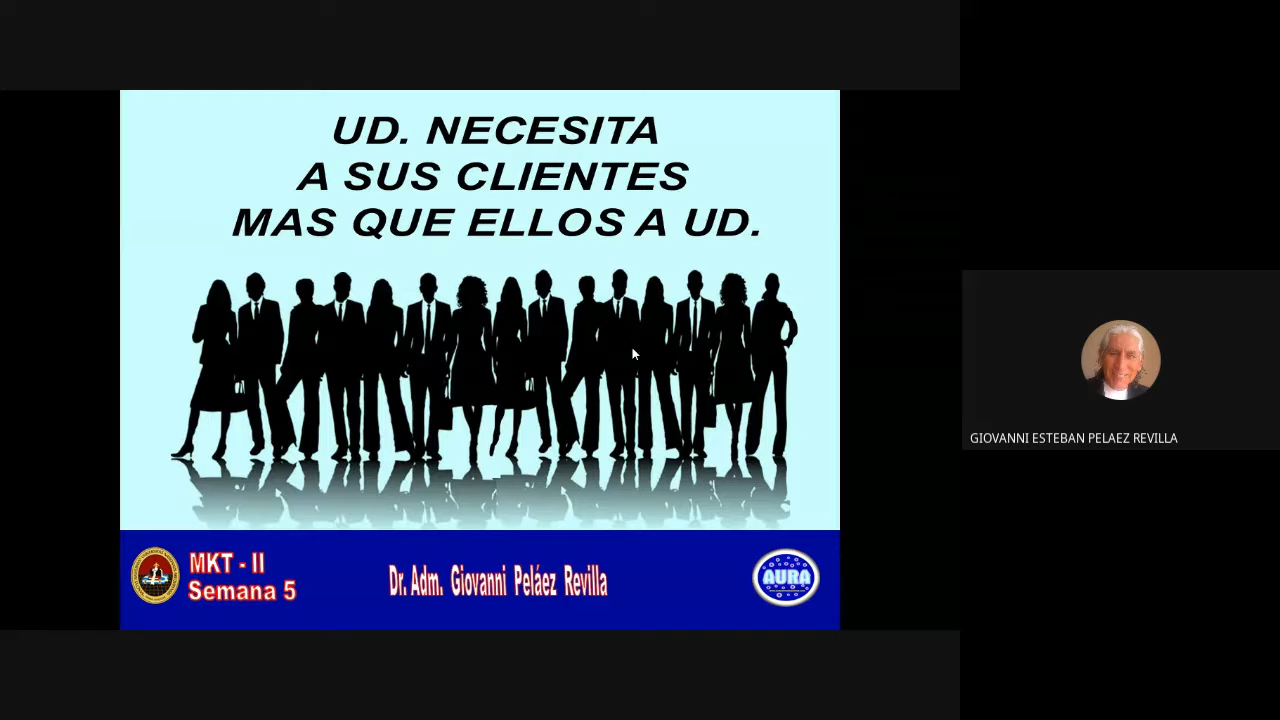 UD. NECESITA
A SUS CLIENTES
MAS QUE ELLOS A UD.
MKT - II
Semana 5
Dr. Adm. Giovanni Peláez Revilla
AURA
GIOVANNI ESTEBAN PELAEZ REVILLA